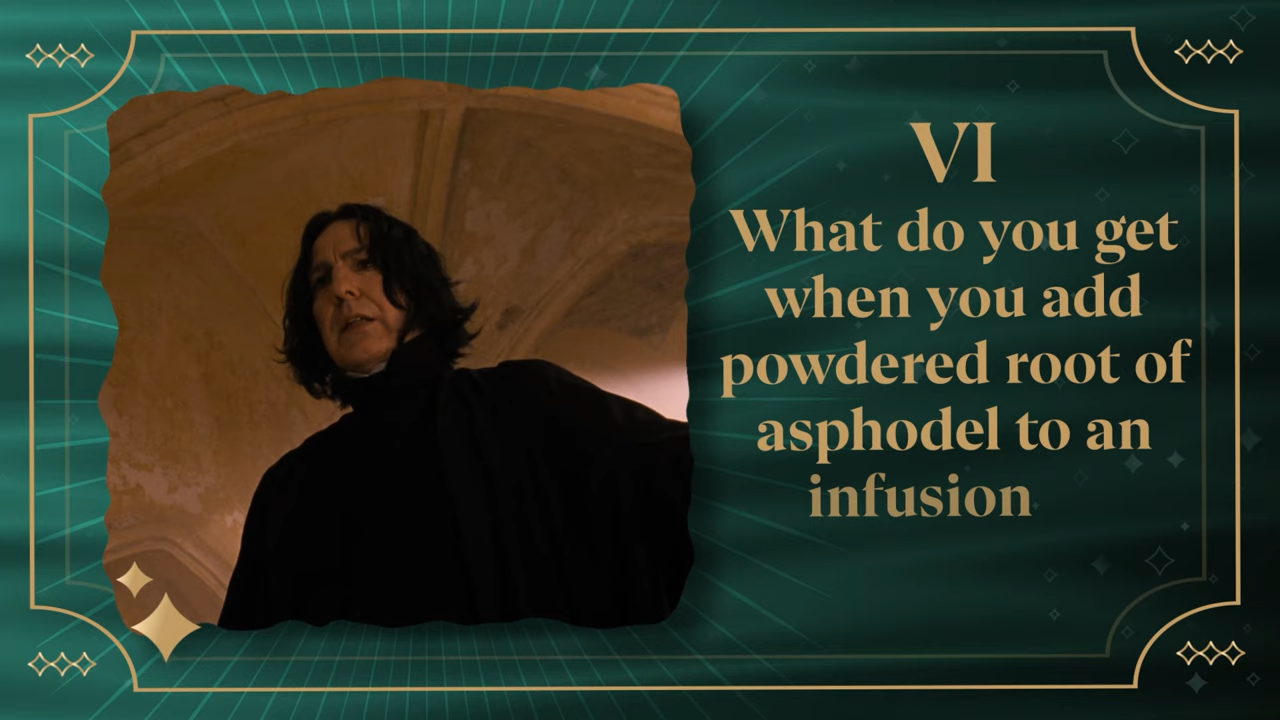 VI
What do you get
when you add
powdered root of
asphodel to an
infusion